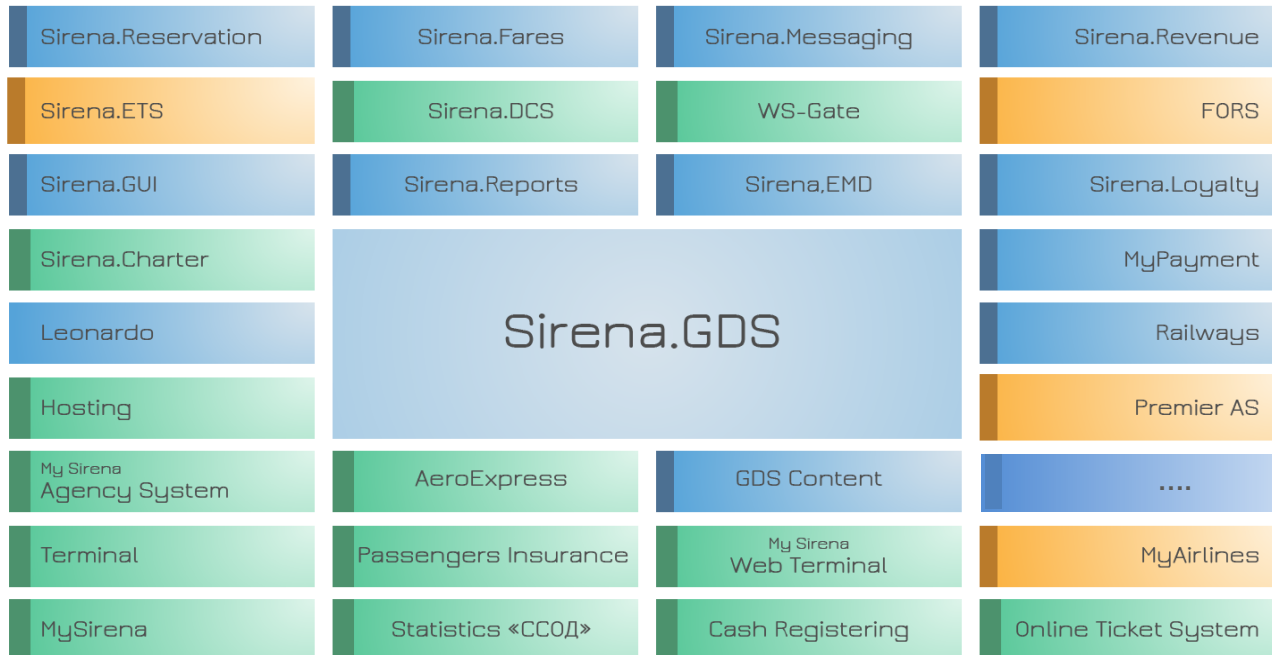 Sirena.Reservation
Sirena.Fares
Sirena.Messaging
Sirena.Revenue
Sirena.ETS
Sirena.DCS
WS-Gate
FORS
Sirena.GUI
Sirena.Reports
Sirena,EMD
Sirena.Loyalty
Sirena.Charter
MyPayment
Leonardo
Sirena.GDS
Railways
Hosting
Premier AS
My Sirena
Agency System
AeroExpress
GDS Content
....
Terminal
Passengers Insurance
My Sirena
Web Terminal
MyAirlines
MySirena
Statistics «ССОД»
Cash Registering
Online Ticket System